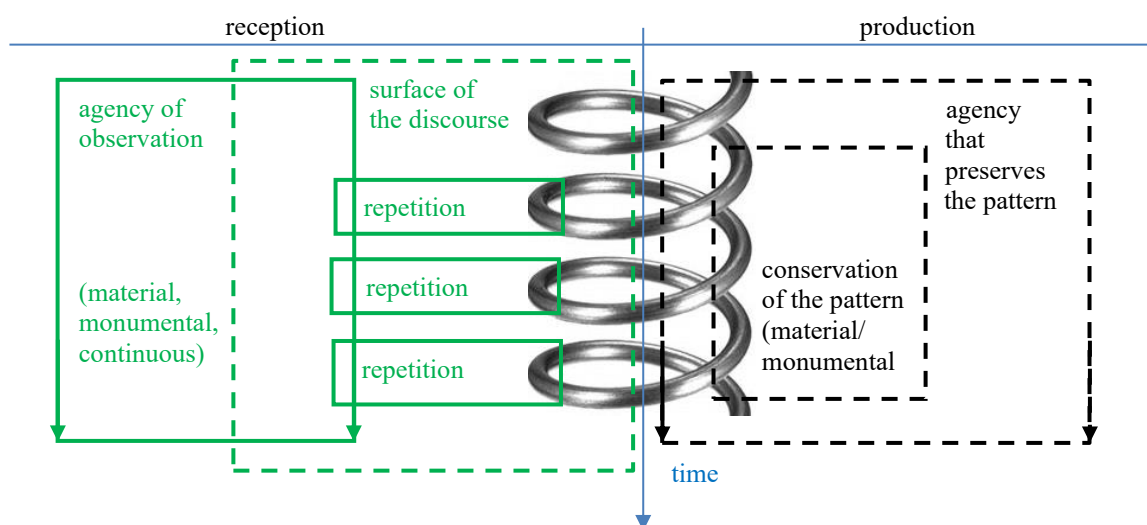 reception
production
agency of
observation
surface of
the discourse
agency
that
preserves
the pattern
repetition
(material,
monumental,
continuous)
repetition
conservation
of the pattern
(material/
monumental
repetition
time